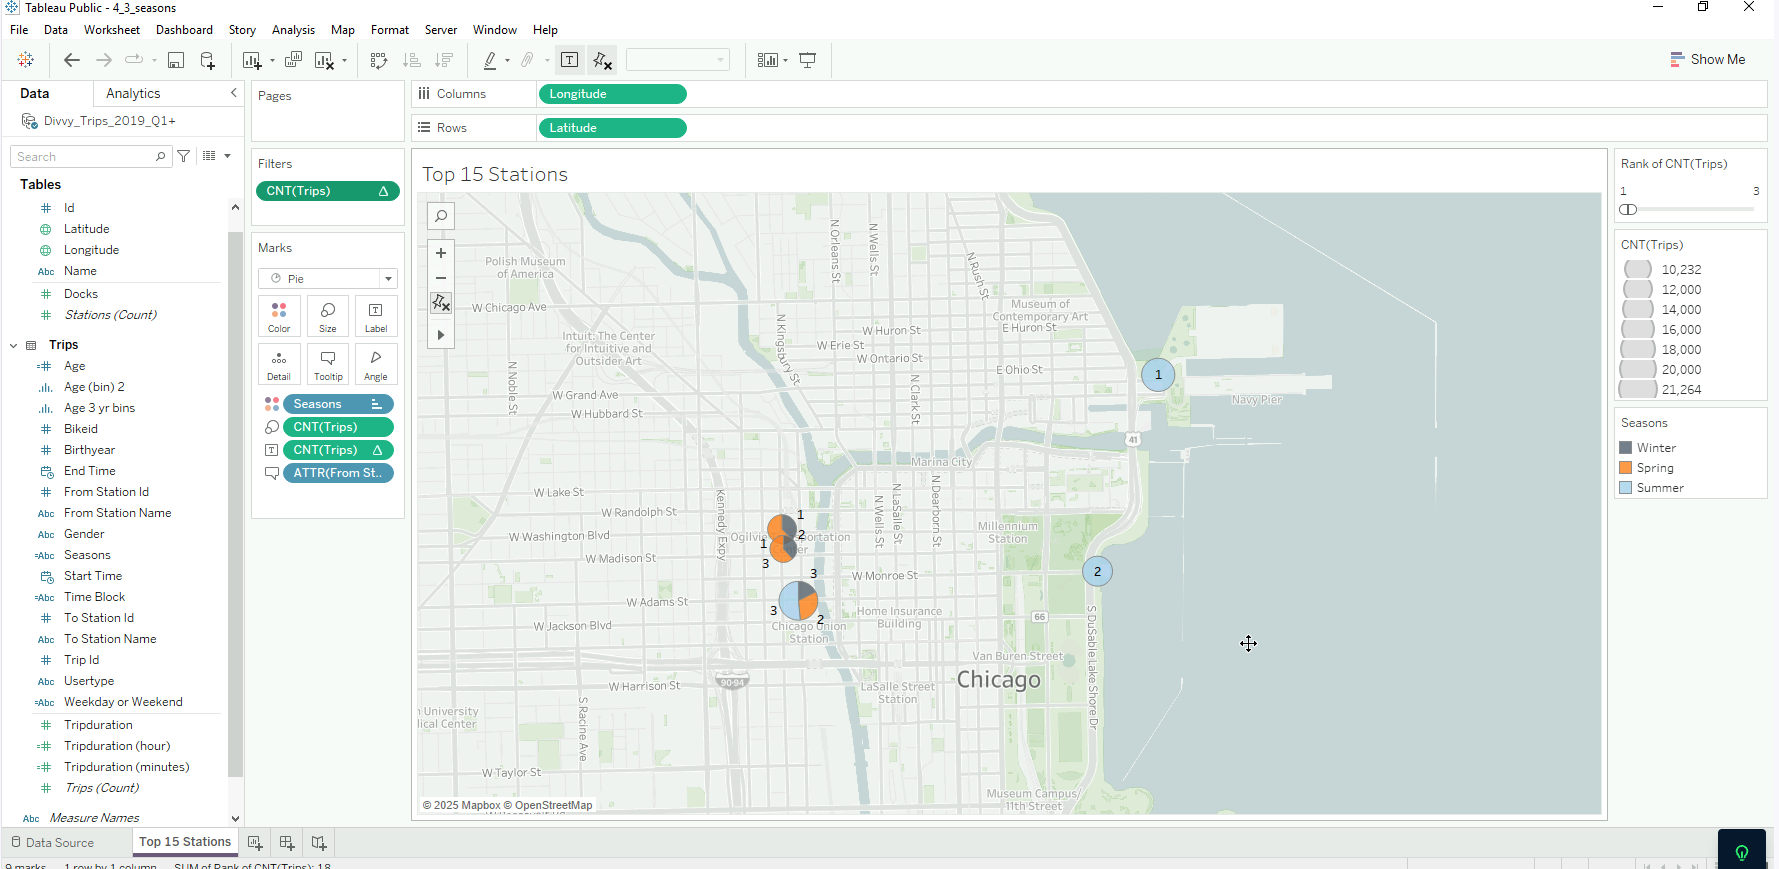 Tableau Public - 4_3_seasons
File Data Worksheet Dashboard Story Analysis Map Format Server Window Help
Show Me
Data Analytics
Divvy_Trips_2019_Q1+
Search
Tables
Id
Latitude
Longitude
Abc Name
Docks
Stations (Count)
Trips
Age
Age (bin) 2
Age 3 yr bins
Bikeid
Birthyear
End Time
From Station Id
Abc From Station Name
Abc Gender
=Abc Seasons
Start Time
=Abc Time Block
To Station Id
Abc To Station Name
Abc Trip Id
Abc Usertype
=Abc Weekday or Weekend
Tripduration
Tripduration (hour)
Tripduration (minutes)
Trips (Count)
Abc Measure Names
Pages
Filters
CNT(Trips)
Marks
Pie
Color Size Label
Detail Tooltip Angle
Seasons
CNT(Trips)
CNT(Trips)
ATTR(From St..
Columns Longitude
Rows Latitude
Top 15 Stations
Polish Museum
of America
W Chicago Ave
N Orleans St
N Wells St
N Rush St
Museum of
Contemporary Art
E Huron St
W Huron St
W Erie St
W Ontario St
Intuit: The Center
for Intuitive and
Outsider Art
N Kingsbury St
E Ohio St
N Noble St
N Clark St
W Grand Ave
W Hubbard St
1
Navy Pier
41
Marina City
W Lake St
Kennedy Expy
N Wells St
N LaSalle St
N Dearborn St
W Randolph St
W Washington Blvd
W Madison St
1
2
1
3
Millennium
Station
2
W Monroe St
3
3
2
W Adams St
W Jackson Blvd
Chicago Union
Station
Home Insurance
Building
66
S DuSable Lake Shore Dr
Van Buren Street
Chicago
W Harrison St
90-94
LaSalle Street
Station
n University
lical Center
S Racine Ave
W Taylor St
Museum Campus/
11th Street
© 2025 Mapbox © OpenStreetMap
Rank of CNT(Trips)
1 3
CNT(Trips)
10,232
12,000
14,000
16,000
18,000
20,000
21,264
Seasons
Winter
Spring
Summer
Data Source Top 15 Stations
9 marks 1 row by 1 column SUM of Rank of CNT(Trips): 18